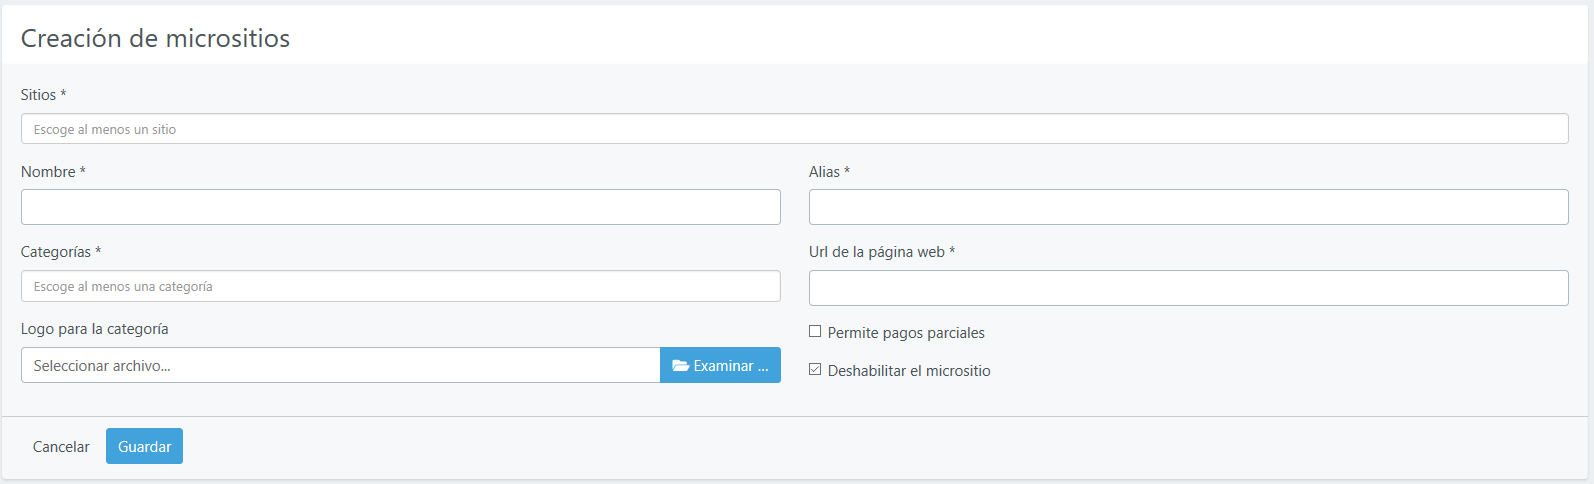 Creación de micrositios
Sitios *
Escoge al menos un sitio
Nombre *
Alias *
Categorías *
Url de la página web *
Escoge al menos una categoría
Logo para la categoría
Permite pagos parciales
Seleccionar archivo...
Examinar ...
Deshabilitar el micrositio
Cancelar
Guardar